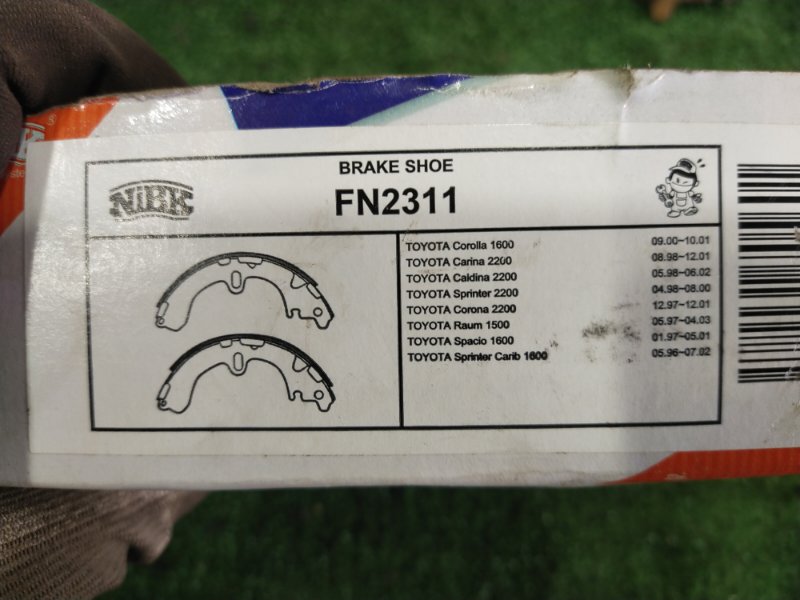 BRAKE SHOE
NiBK
FN2311
TOYOTA Corolla 1600 09.00~10.01
TOYOTA Carina 2200 08.98~12.01
TOYOTA Caldina 2200 05.98~06.02
TOYOTA Sprinter 2200 04.98~08.00
TOYOTA Corona 2200 12.97~12.01
TOYOTA Raum 1500 05.97~04.03
TOYOTA Spacio 1600 01.97~05.01
TOYOTA Sprinter Carib 1600 05.96~07.02